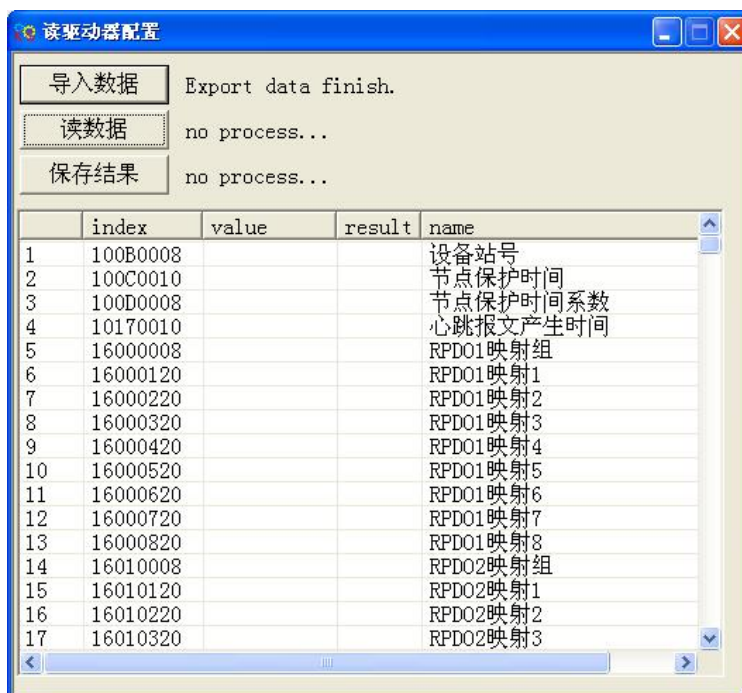 读驱动器配置
导入数据 Export data finish.
读数据 no process...
保存结果 no process...
index value result name
1 100B0008 设备站号
2 100C0010 节点保护时间
3 100D0008 节点保护时间系数
4 10170010 心跳报文产生时间
5 16000008 RPDO1映射组
6 16000120 RPDO1映射1
7 16000220 RPDO1映射2
8 16000320 RPDO1映射3
9 16000420 RPDO1映射4
10 16000520 RPDO1映射5
11 16000620 RPDO1映射6
12 16000720 RPDO1映射7
13 16000820 RPDO1映射8
14 16010008 RPDO2映射组
15 16010120 RPDO2映射1
16 16010220 RPDO2映射2
17 16010320 RPDO2映射3